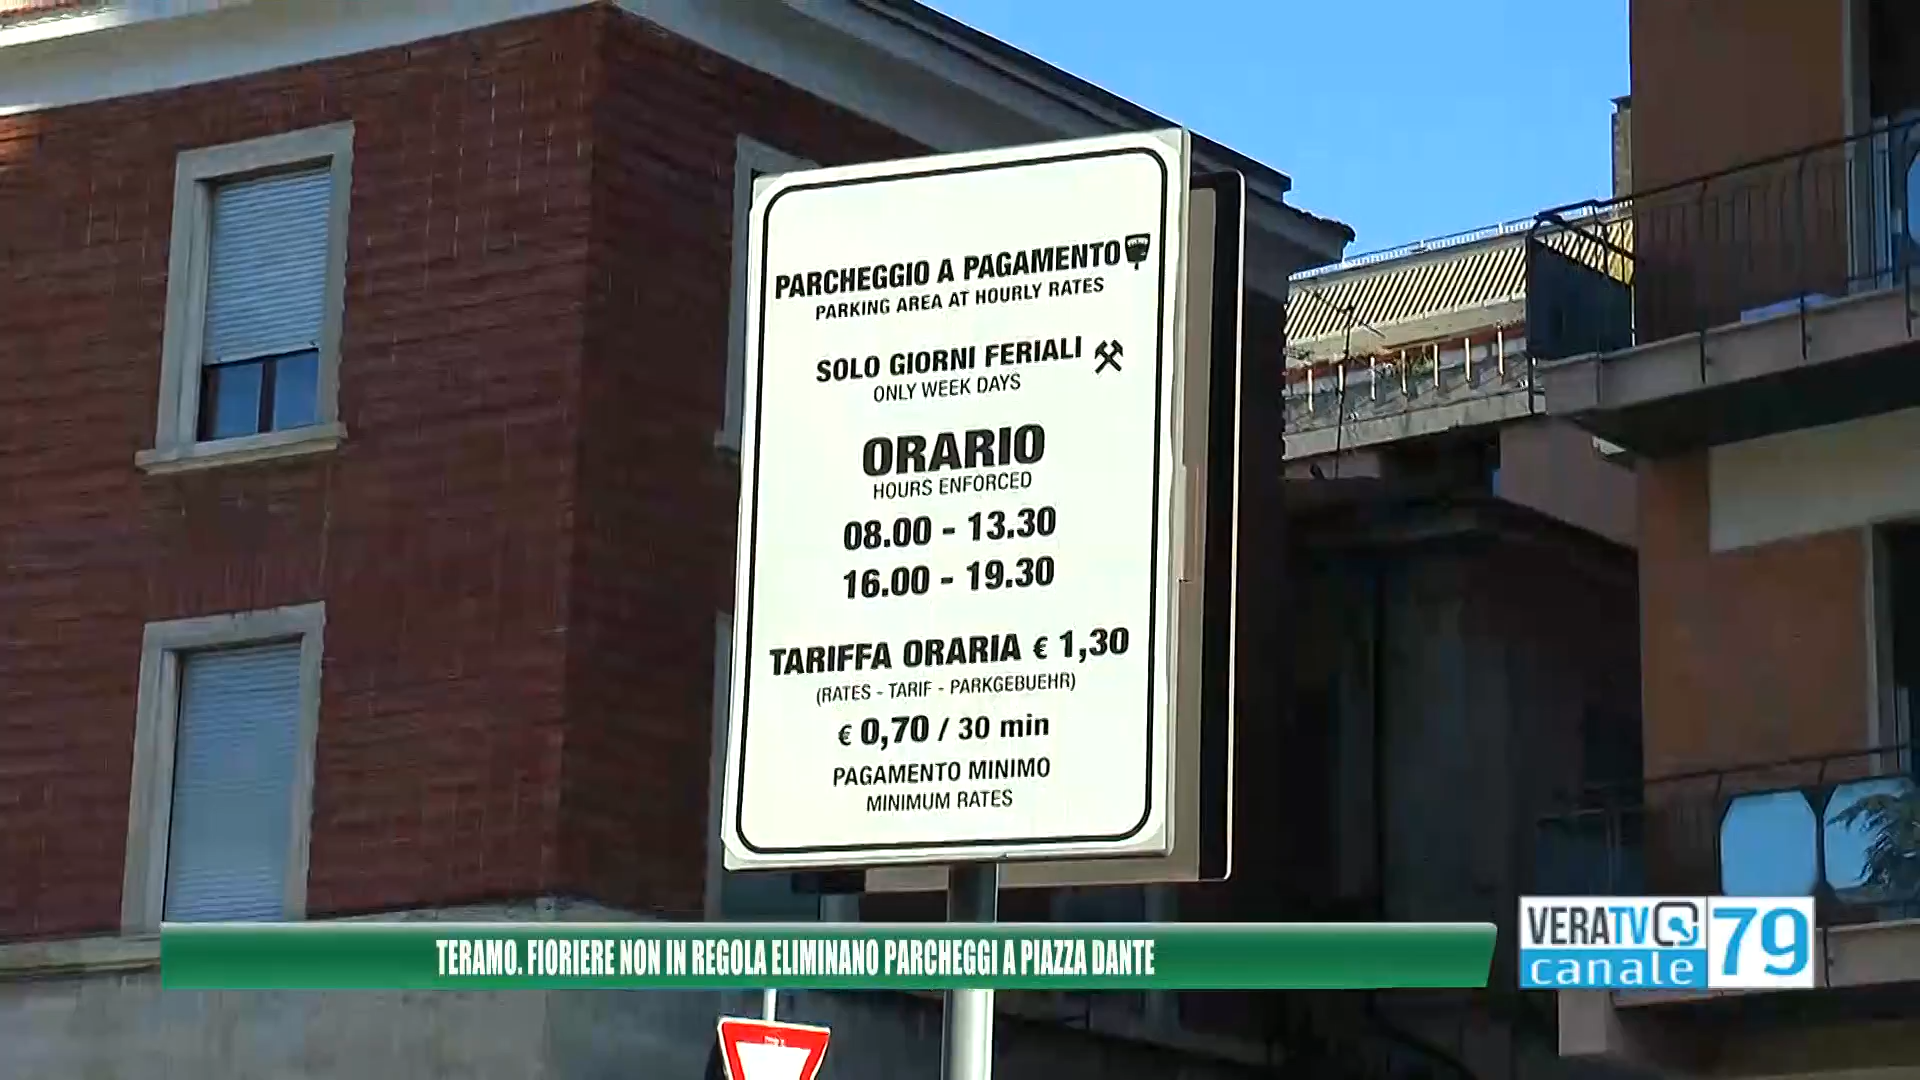 PARCHEGGIO A PAGAMENTO
PARKING AREA AT HOURLY RATES
SOLO GIORNI FERIALI
ONLY WEEK DAYS
ORARIO
HOURS ENFORCED
08.00 - 13.30
16.00 - 19.30
TARIFFA ORARIA € 1,30
(RATES - TARIF - PARKGEBUEHR)
€ 0,70 / 30 min
PAGAMENTO MINIMO
MINIMUM RATES
TERAMO. FIORIERE NON IN REGOLA ELIMINANO PARCHEGGI A PIAZZA DANTE
VERATV
canale
79